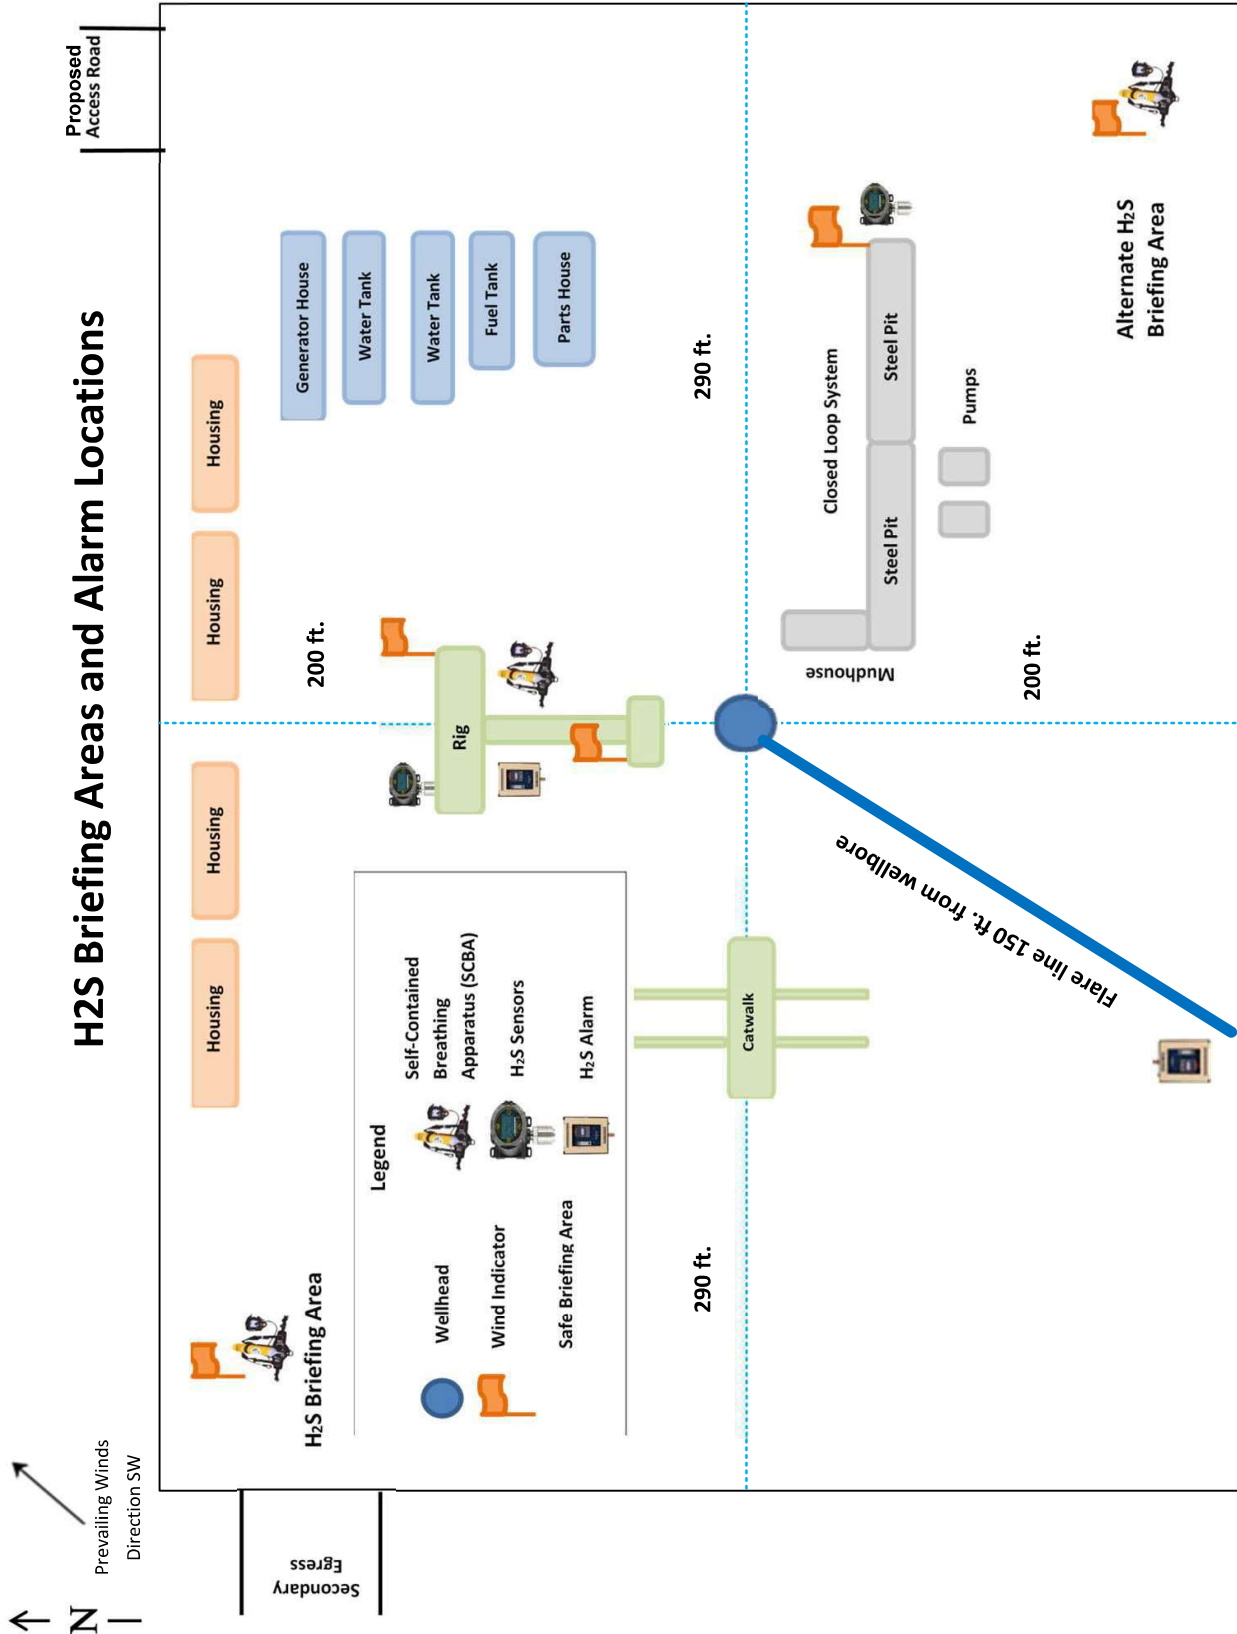 H2S Briefing Areas and Alarm Locations
N
Prevailing Winds
Direction SW
Secondary
Egress
Proposed
Access Road
H₂S Briefing Area
Housing
Housing
Housing
Housing
200 ft.
Generator House
Water Tank
Water Tank
Fuel Tank
Parts House
Rig
Legend
Wellhead
Wind Indicator
Safe Briefing Area
Self-Contained
Breathing
Apparatus (SCBA)
H₂S Sensors
H₂S Alarm
290 ft.
290 ft.
Catwalk
Mudhouse
Closed Loop System
Steel Pit
Steel Pit
Pumps
Flare line 150 ft. from wellbore
200 ft.
Alternate H₂S
Briefing Area